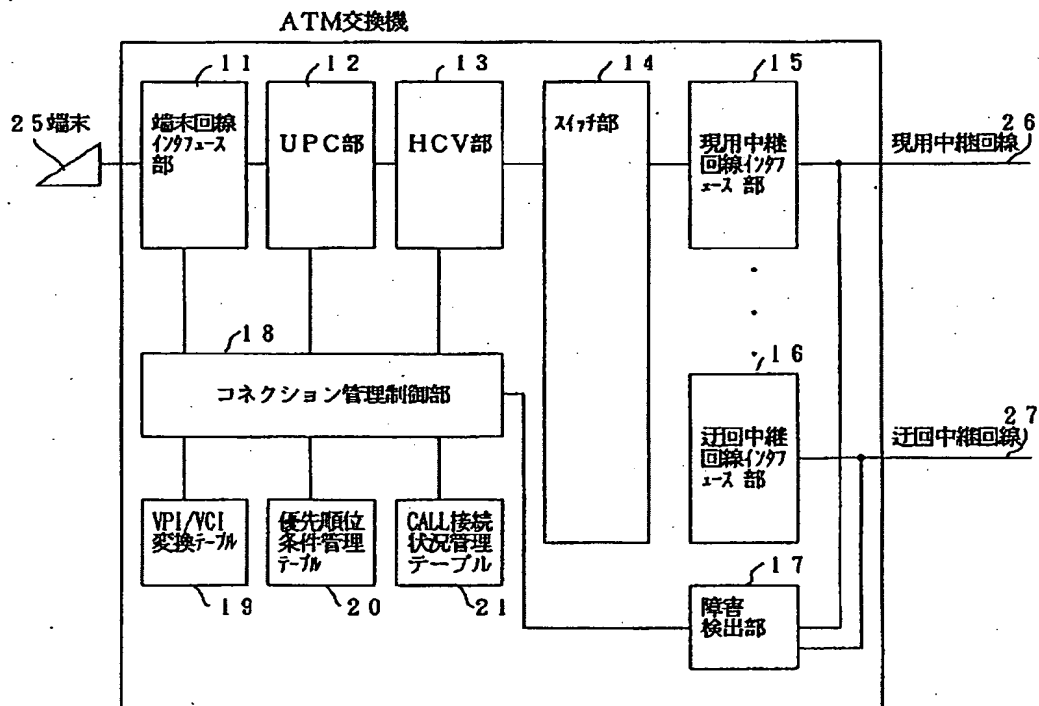 ATM交換機
11
12
13
14
15
25端末
端末回線
インタフェース
部
UPC部
HCV部
スイッチ部
現用中継
回線インタフ
ェース 部
現用中継回線
26
18
コネクション管理制御部
16
迂回中継
回線インタフ
ェース 部
迂回中継回線
27
VPI/VCI
変換テーブル
優先順位
条件管理
テーブル
CALL接続
状況管理
テーブル
17
障害
検出部
19
20
21